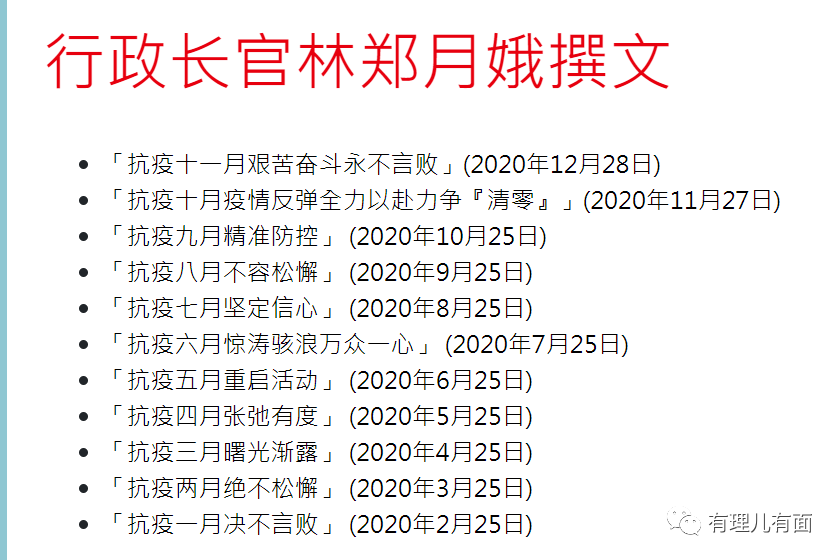 行政长官林郑月娥撰文
• 「抗疫十一月艰苦奋斗永不言败」(2020年12月28日)
• 「抗疫十月疫情反弹全力以赴力争『清零』」(2020年11月27日)
• 「抗疫九月精准防控」 (2020年10月25日)
• 「抗疫八月不容松懈」 (2020年9月25日)
• 「抗疫七月坚定信心」 (2020年8月25日)
• 「抗疫六月惊涛骇浪万众一心」 (2020年7月25日)
• 「抗疫五月重启活动」 (2020年6月25日)
• 「抗疫四月张弛有度」 (2020年5月25日)
• 「抗疫三月曙光渐露」 (2020年4月25日)
• 「抗疫两月绝不松懈」 (2020年3月25日)
• 「抗疫一月决不言败」 (2020年2月25日)
有理儿有面